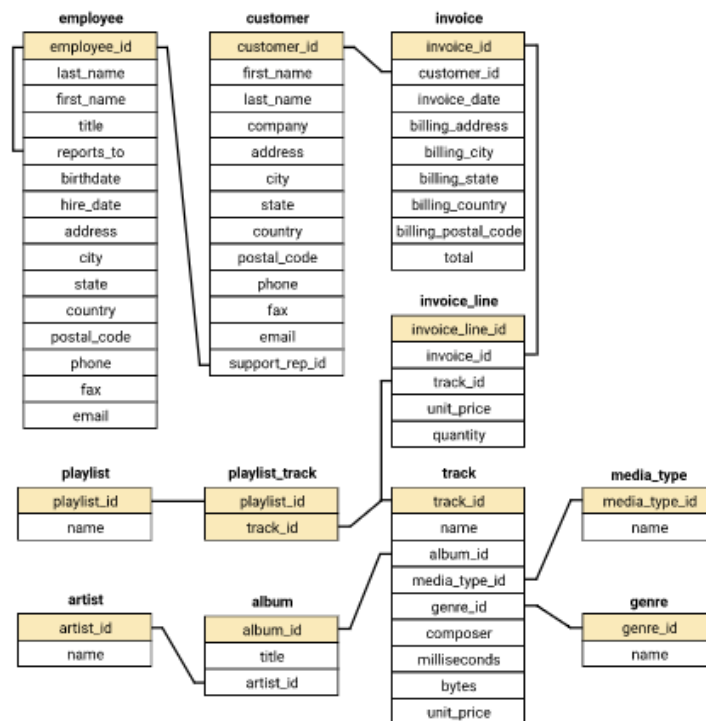 employee
employee_id
last_name
first_name
title
reports_to
birthdate
hire_date
address
city
state
country
postal_code
phone
fax
email
customer
customer_id
first_name
last_name
company
address
city
state
country
postal_code
phone
fax
email
support_rep_id
invoice
invoice_id
customer_id
invoice_date
billing_address
billing_city
billing_state
billing_country
billing_postal_code
total
invoice_line
invoice_line_id
invoice_id
track_id
unit_price
quantity
playlist
playlist_id
name
playlist_track
playlist_id
track_id
track
track_id
name
album_id
media_type_id
genre_id
composer
milliseconds
bytes
unit_price
media_type
media_type_id
name
artist
artist_id
name
album
album_id
title
artist_id
genre
genre_id
name